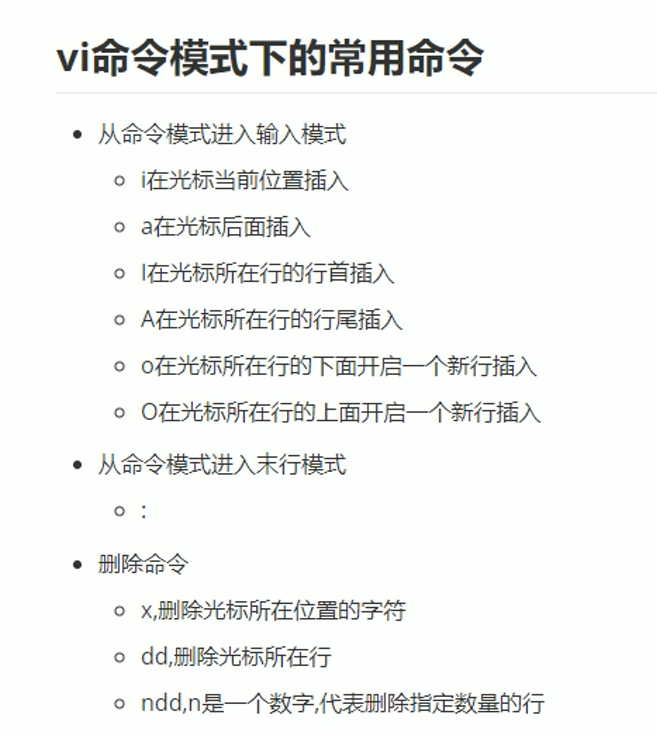 vi命令模式下的常用命令
从命令模式进入输入模式
i在光标当前位置插入
a在光标后面插入
I在光标所在行的行首插入
A在光标所在行的行尾插入
o在光标所在行的下面开启一个新行插入
O在光标所在行的上面开启一个新行插入
从命令模式进入末行模式
:
删除命令
x,删除光标所在位置的字符
dd,删除光标所在行
ndd,n是一个数字,代表删除指定数量的行